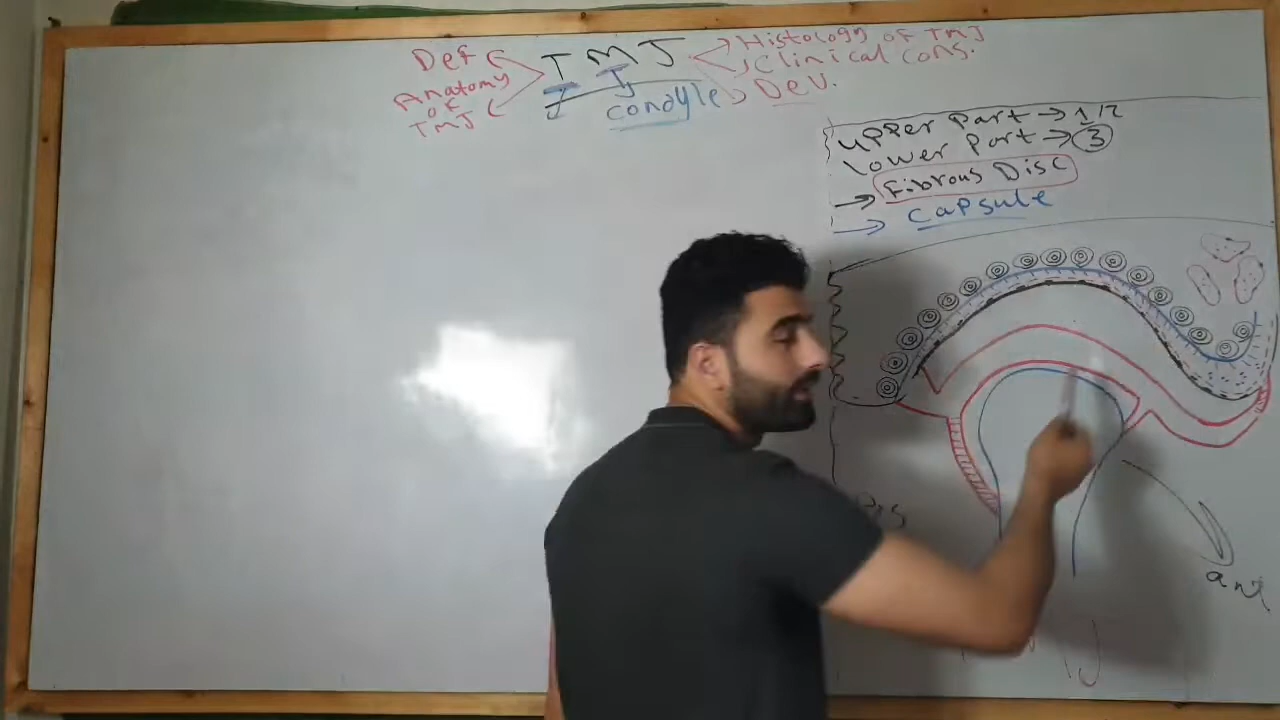 Def
Anatomy
of
TMJ
TMJ
Histology of TMJ
Clinical Cons.
Dev.
T J
Condyle
Upper Part → 1/2
Lower Part → 3
→ Fibrous Disc
→ Capsule